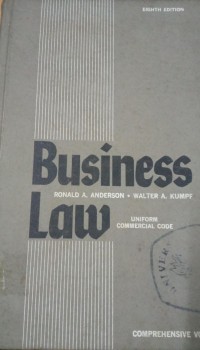 EIGHTH EDITION
Business
RONALD A. ANDERSON • WALTER A. KUMPF
Law
UNIFORM
COMMERCIAL CODE
COMPREHENSIVE